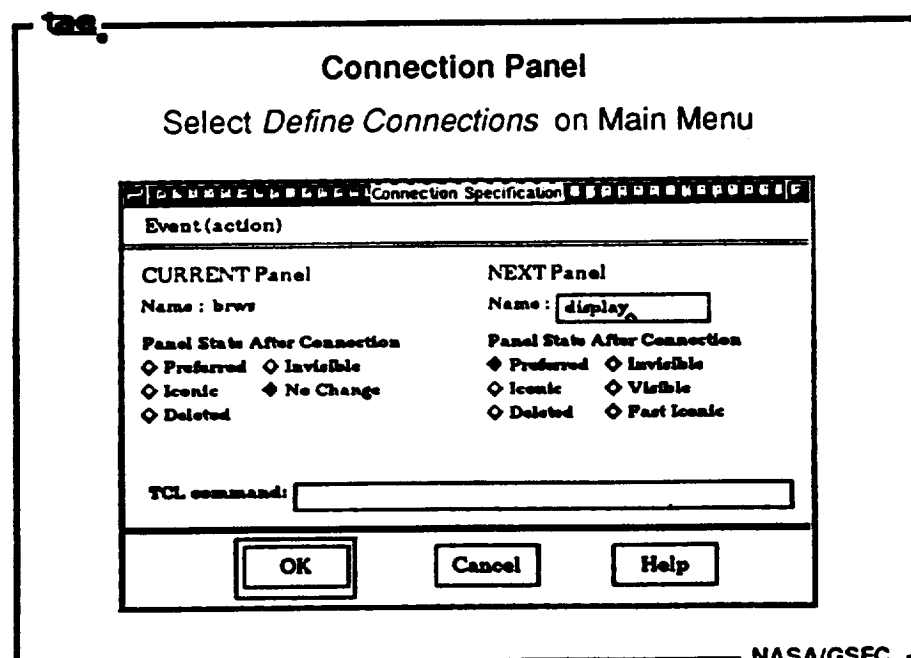 tae
Connection Panel
Select Define Connections on Main Menu
Connection Specification
Event (action)
CURRENT Panel
Name : brws
Panel State After Connection
Preferred Invisible
Iconic No Change
Deleted
NEXT Panel
Name : display
Panel State After Connection
Preferred Invisible
Iconic Visible
Deleted Fast Iconic
TCL command:
OK Cancel Help
NASA/GSFC